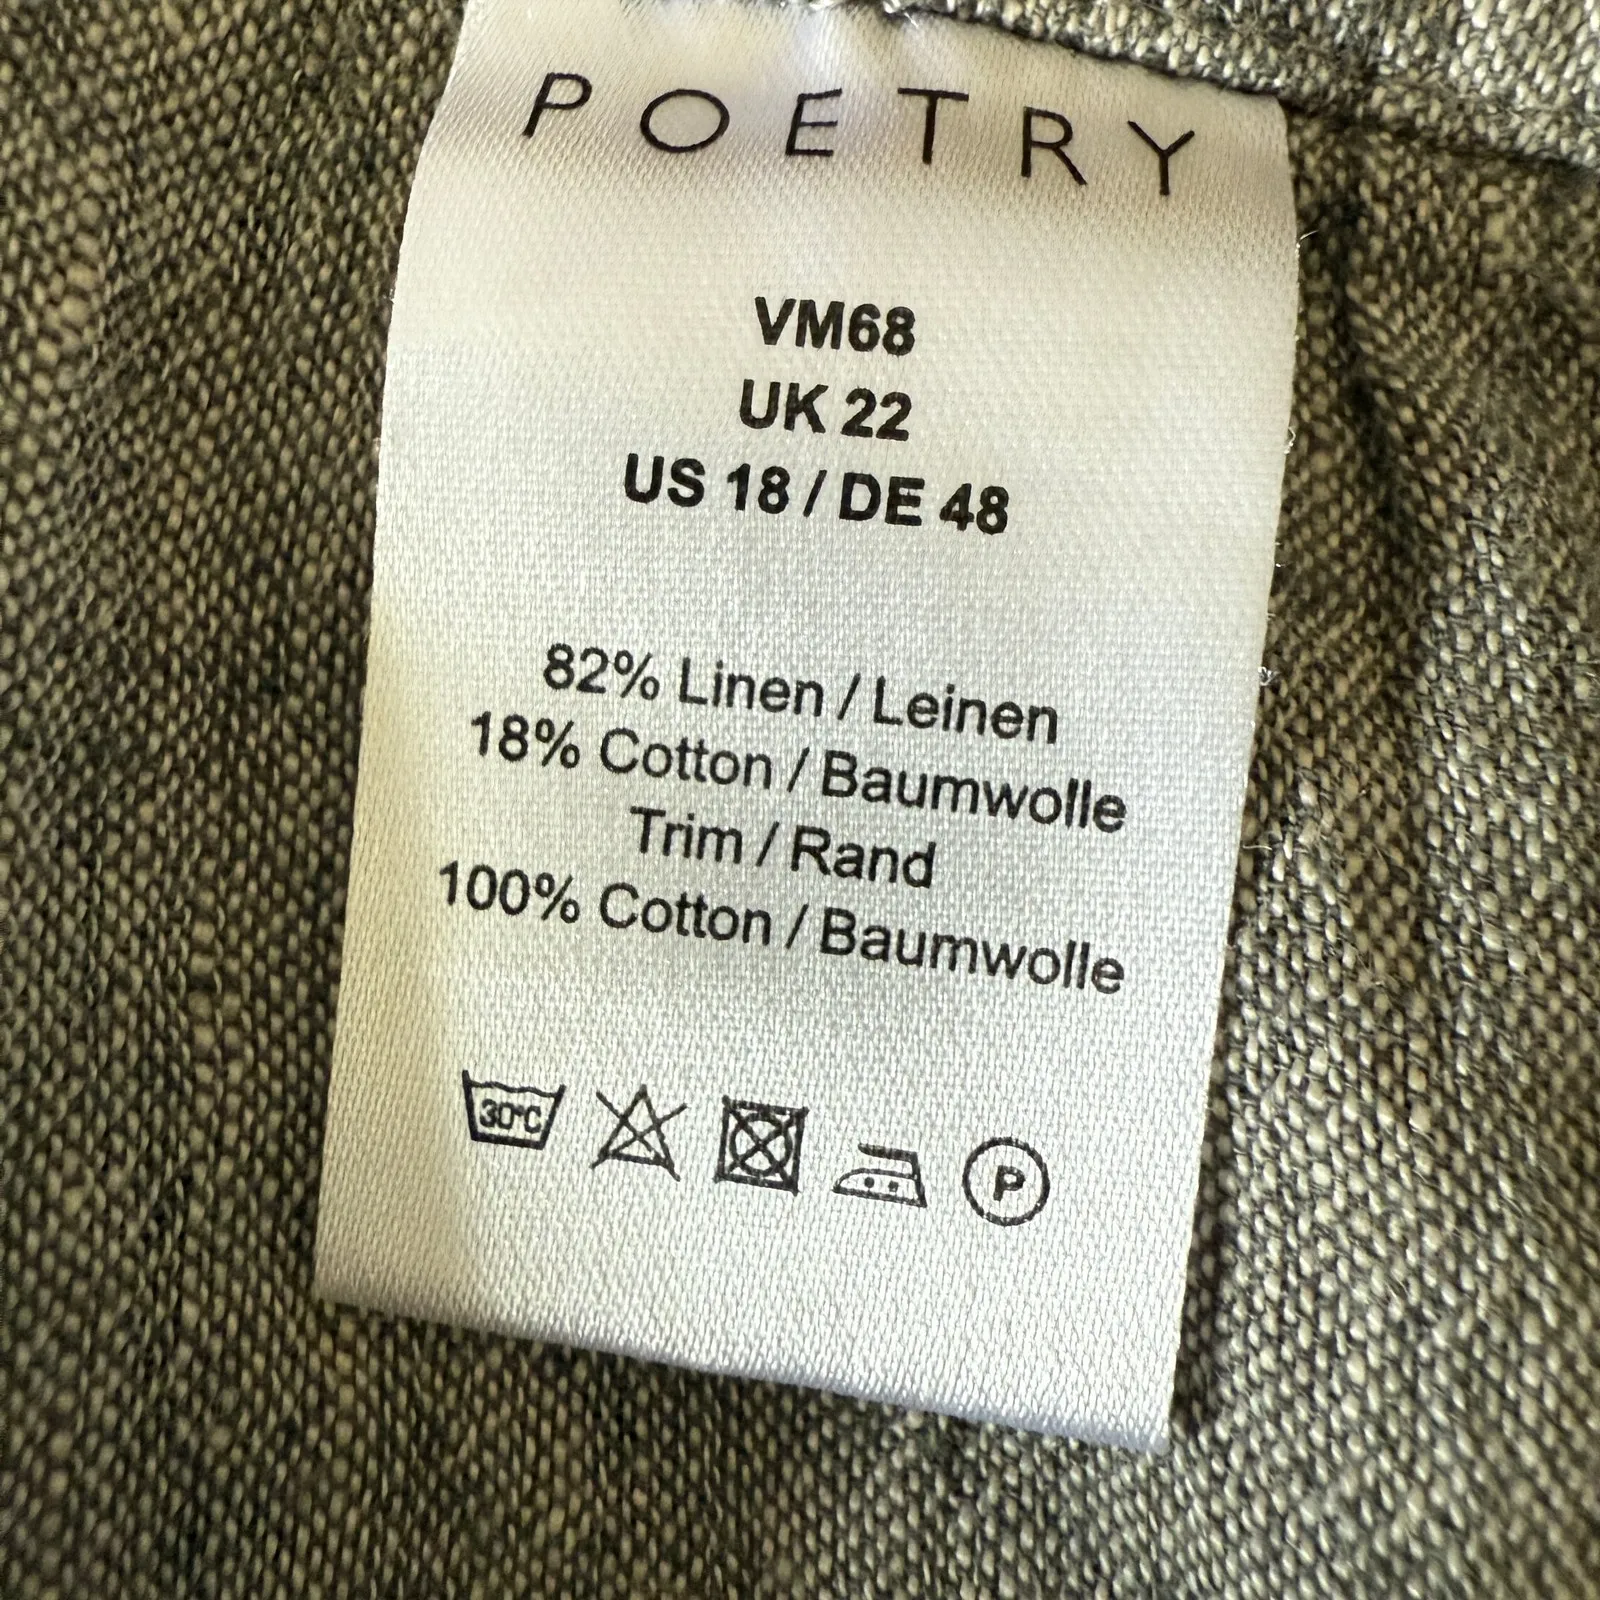 POETRY
VM68
UK 22
US 18 / DE 48
82% Linen / Leinen
18% Cotton / Baumwolle
Trim / Rand
100% Cotton / Baumwolle
30°C
P